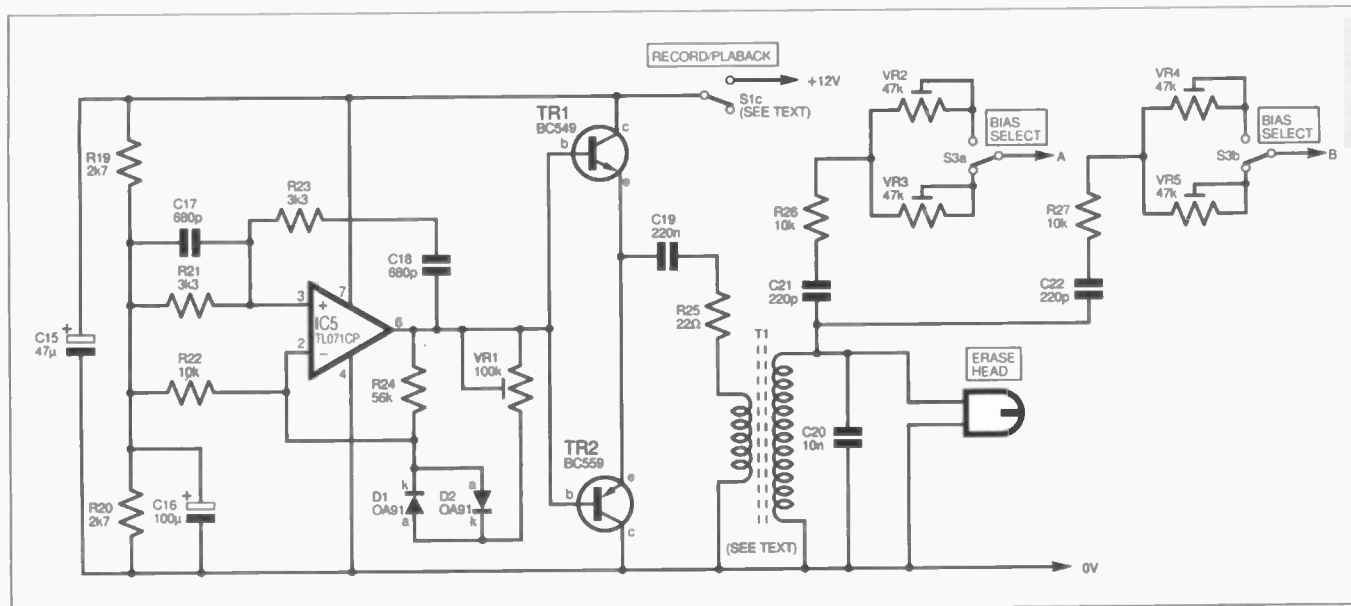 RECORD/PLABACK
+12V
S1c
(SEE TEXT)
VR2
47k
VR4
47k
BIAS
SELECT
BIAS
SELECT
S3a
A
S3b
B
VR3
47k
VR5
47k
TR1
BC549
b
c
e
R19
2k7
C17
680p
R23
3k3
R21
3k3
C18
680p
C19
220n
R26
10k
R27
10k
C21
220p
C22
220p
R25
22Ω
T1
3
+
7
IC5
TL071CP
6
2
−
4
C15
47µ
+
R22
10k
R24
56k
VR1
100k
ERASE
HEAD
C20
10n
TR2
BC559
b
e
c
R20
2k7
C16
100µ
+
k
D1
OA91
a
a
D2
OA91
k
(SEE TEXT)
0V